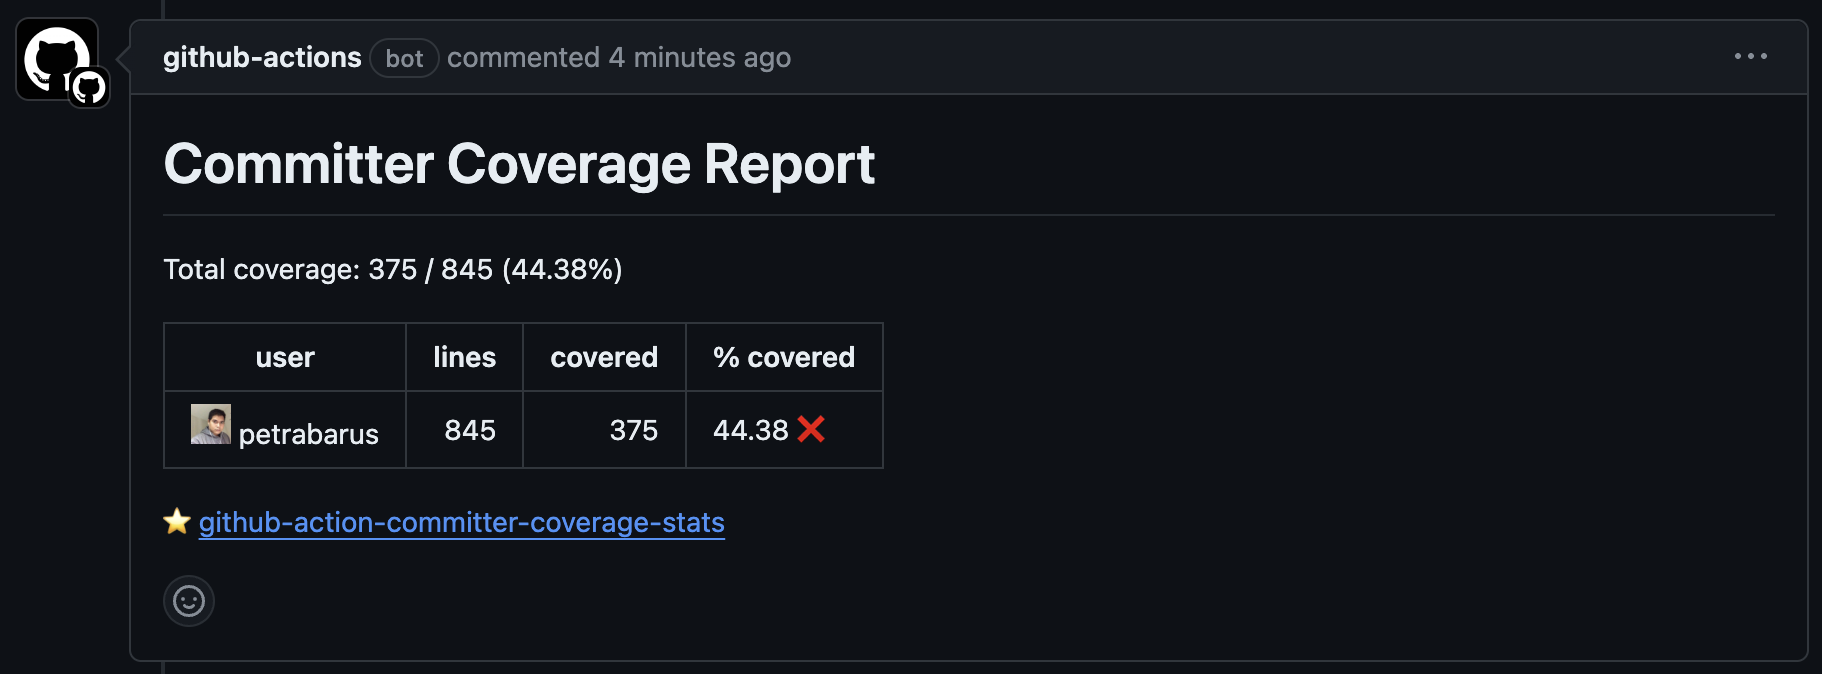 github-actions bot commented 4 minutes ago
Committer Coverage Report
Total coverage: 375 / 845 (44.38%)
user lines covered % covered
petrabarus 845 375 44.38 ❌
⭐ github-action-committer-coverage-stats